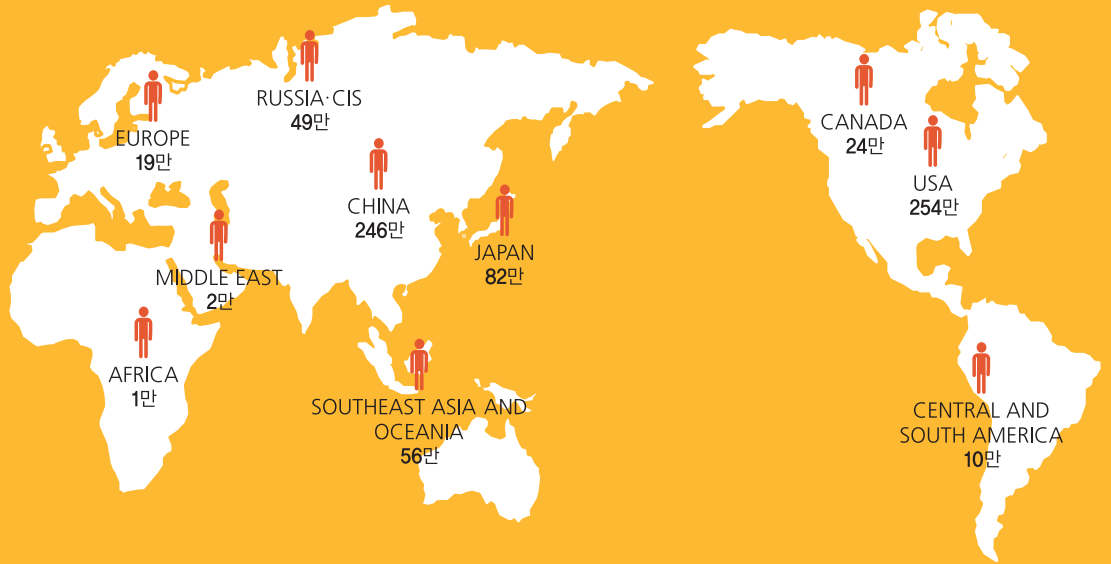 RUSSIA·CIS
49만
EUROPE
19만
CANADA
24만
USA
254만
CHINA
246만
JAPAN
82만
MIDDLE EAST
2만
AFRICA
1만
SOUTHEAST ASIA AND
OCEANIA
56만
CENTRAL AND
SOUTH AMERICA
10만